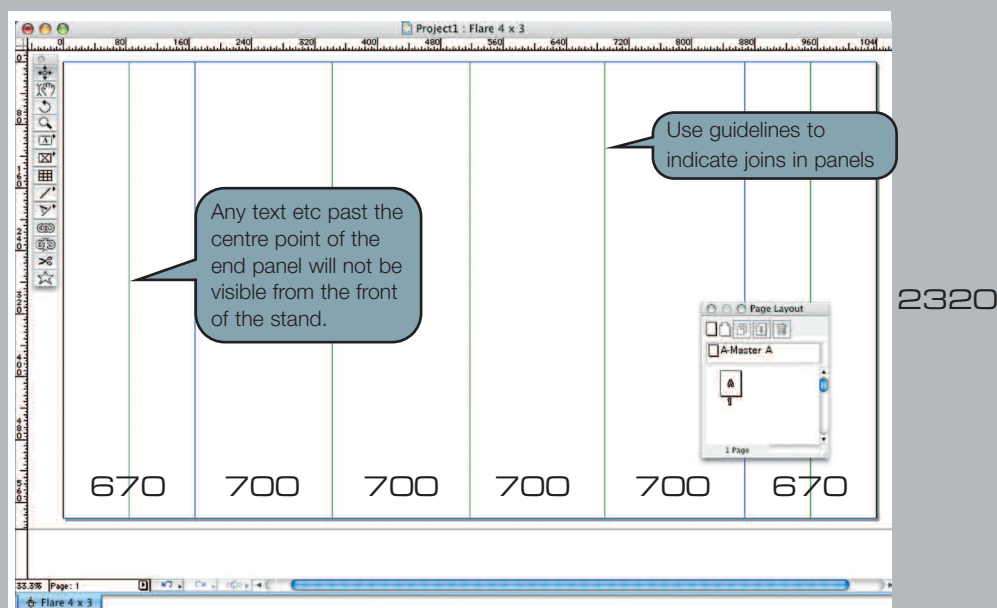 Project1 : Flare 4 x 3
0 80 160 240 320 400 480 560 640 720 800 880 960 1040
Use guidelines to
indicate joins in panels
Any text etc past the
centre point of the
end panel will not be
visible from the front
of the stand.
2320
Page Layout
A-Master A
A
1
1 Page
670 700 700 700 700 670
33.3% Page: 1
Flare 4 x 3